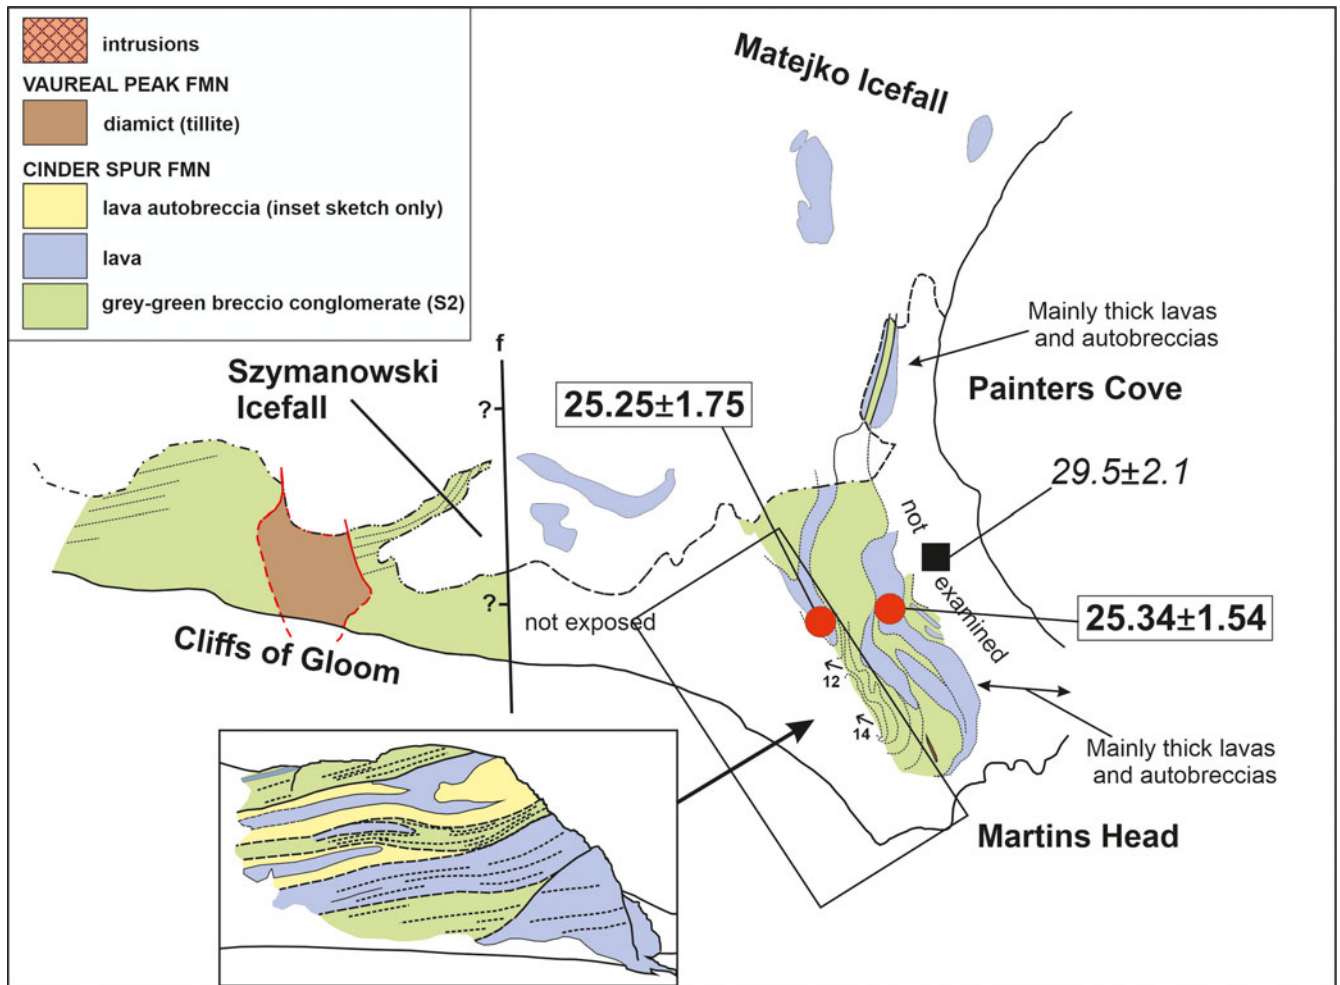 intrusions
VAUREAL PEAK FMN
diamict (tillite)
CINDER SPUR FMN
lava autobreccia (inset sketch only)
lava
grey-green breccio conglomerate (S2)
Matejko Icefall
Mainly thick lavas
and autobreccias
Painters Cove
f
Szymanowski
Icefall
?
25.25±1.75
29.5±2.1
not
examined
?
not exposed
25.34±1.54
Cliffs of Gloom
12
14
Mainly thick lavas
and autobreccias
Martins Head